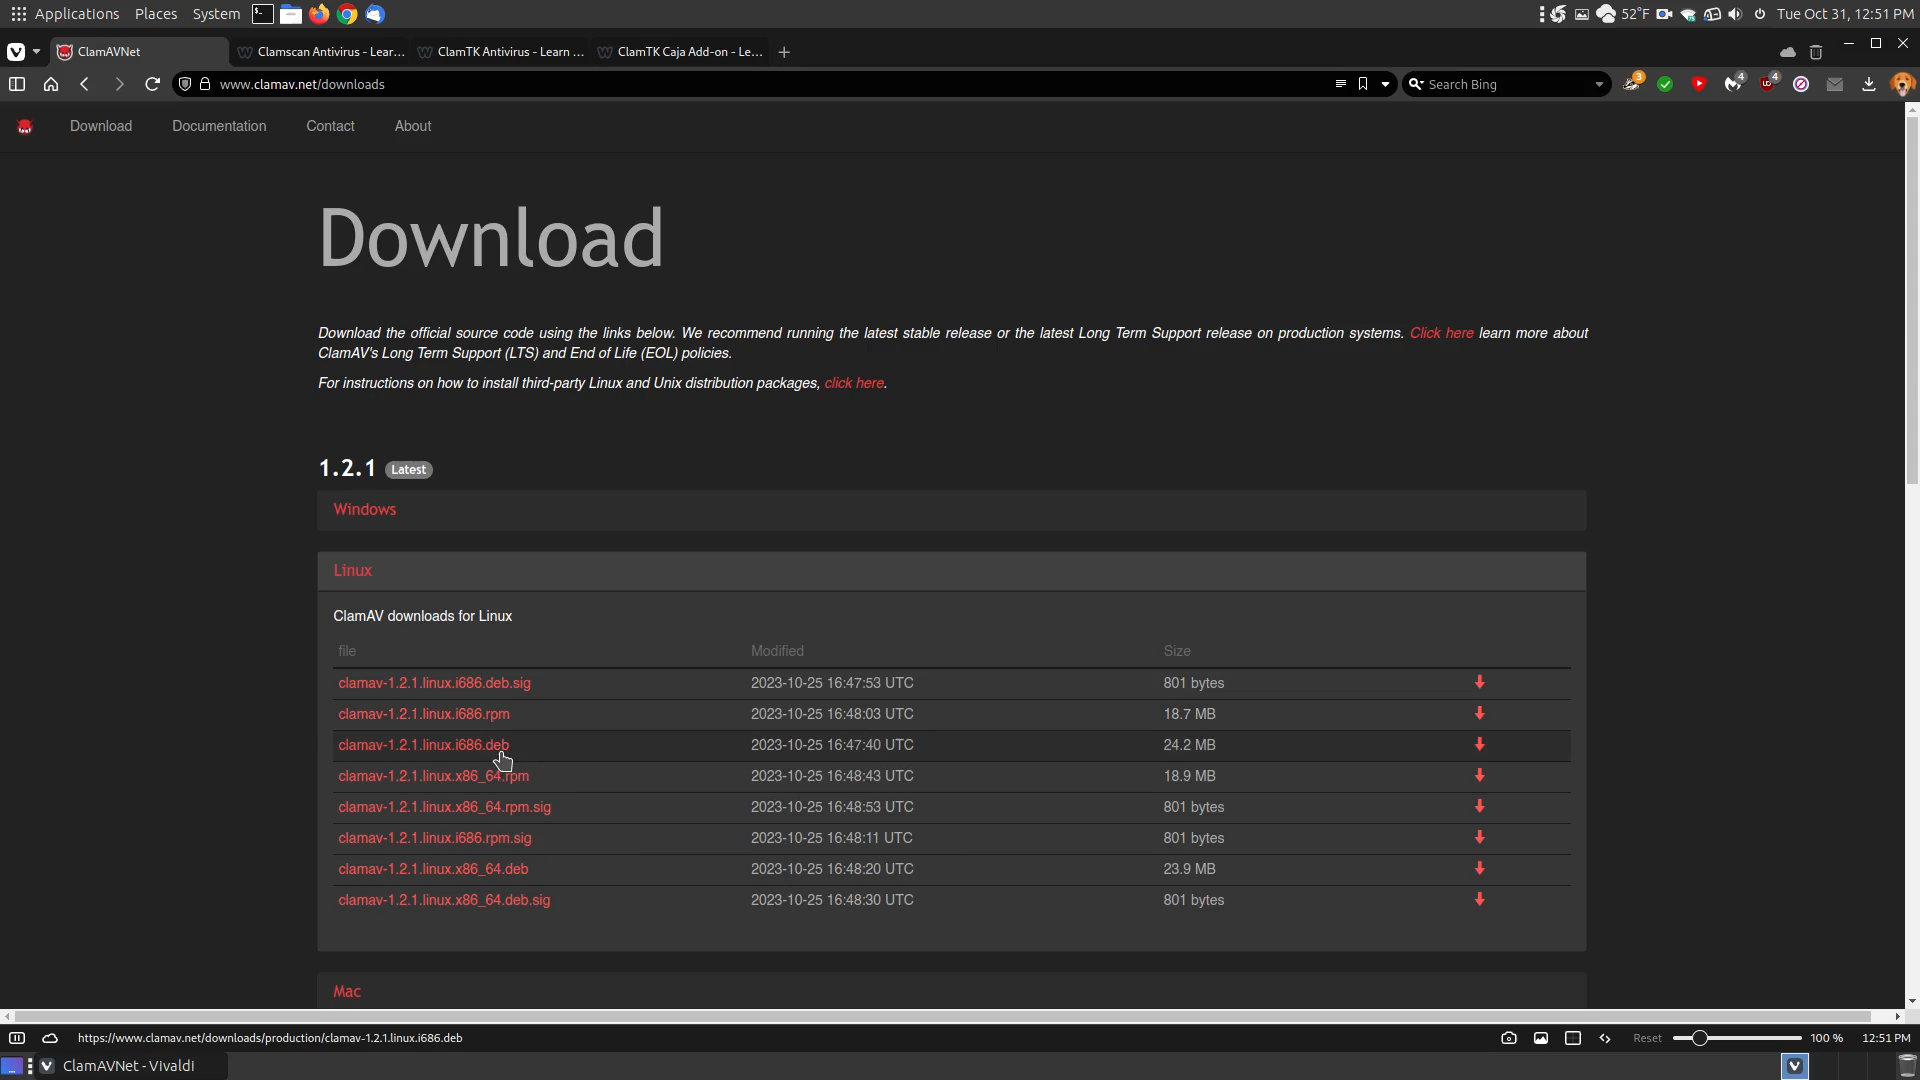 Applications Places System 52°F Tue Oct 31, 12:51 PM
ClamAVNet Clamscan Antivirus - Lear... ClamTK Antivirus - Learn ... ClamTK Caja Add-on - Le...
www.clamav.net/downloads Search Bing 3 4 4
Download Documentation Contact About
Download
Download the official source code using the links below. We recommend running the latest stable release or the latest Long Term Support release on production systems. Click here learn more about
ClamAV's Long Term Support (LTS) and End of Life (EOL) policies.
For instructions on how to install third-party Linux and Unix distribution packages, click here.
1.2.1 Latest
Windows
Linux
ClamAV downloads for Linux
file Modified Size
clamav-1.2.1.linux.i686.deb.sig 2023-10-25 16:47:53 UTC 801 bytes
clamav-1.2.1.linux.i686.rpm 2023-10-25 16:48:03 UTC 18.7 MB
clamav-1.2.1.linux.i686.deb 2023-10-25 16:47:40 UTC 24.2 MB
clamav-1.2.1.linux.x86_64.rpm 2023-10-25 16:48:43 UTC 18.9 MB
clamav-1.2.1.linux.x86_64.rpm.sig 2023-10-25 16:48:53 UTC 801 bytes
clamav-1.2.1.linux.i686.rpm.sig 2023-10-25 16:48:11 UTC 801 bytes
clamav-1.2.1.linux.x86_64.deb 2023-10-25 16:48:20 UTC 23.9 MB
clamav-1.2.1.linux.x86_64.deb.sig 2023-10-25 16:48:30 UTC 801 bytes
Mac
https://www.clamav.net/downloads/production/clamav-1.2.1.linux.i686.deb Reset 100 % 12:51 PM
ClamAVNet - Vivaldi